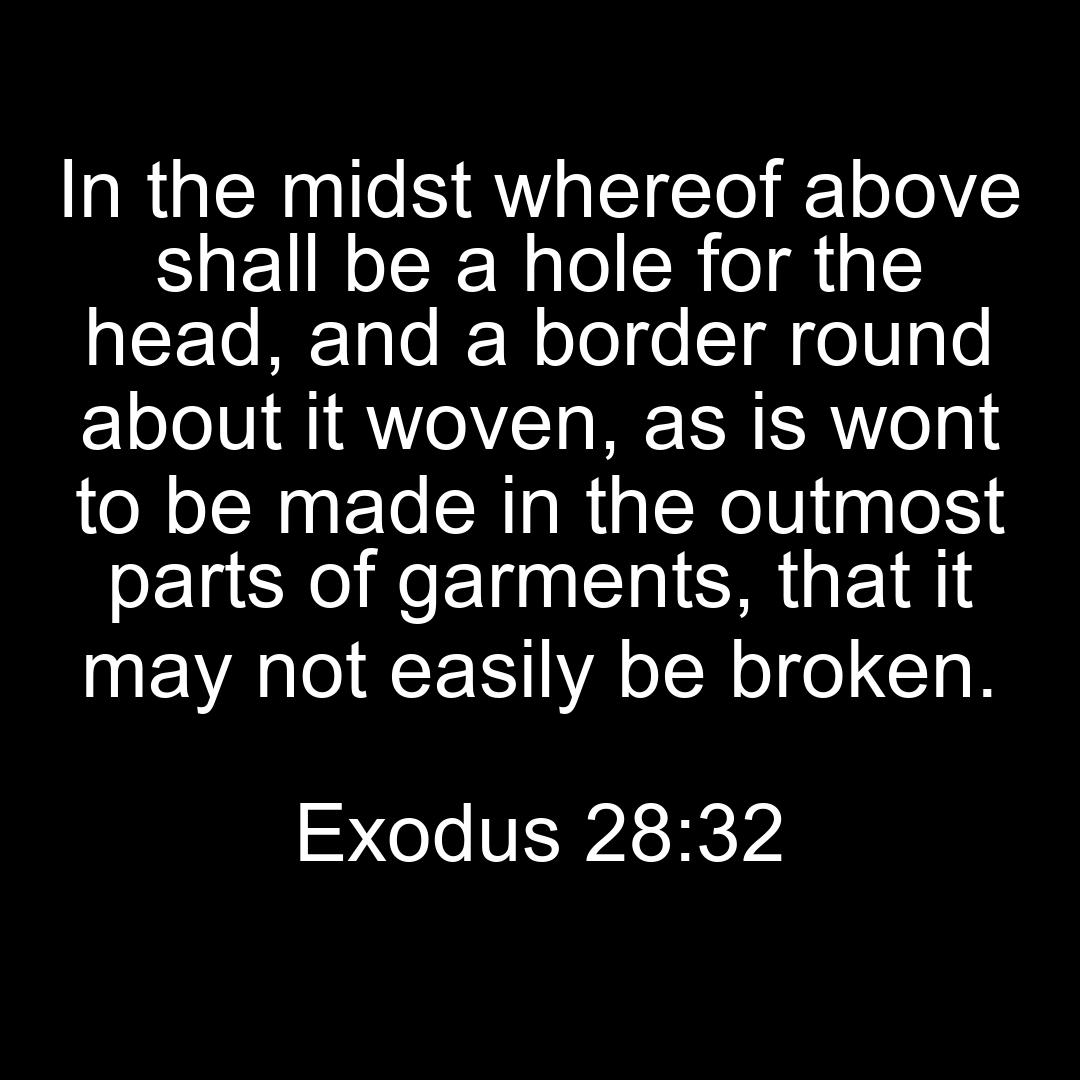 In the midst whereof above
shall be a hole for the
head, and a border round
about it woven, as is wont
to be made in the outmost
parts of garments, that it
may not easily be broken.
Exodus 28:32